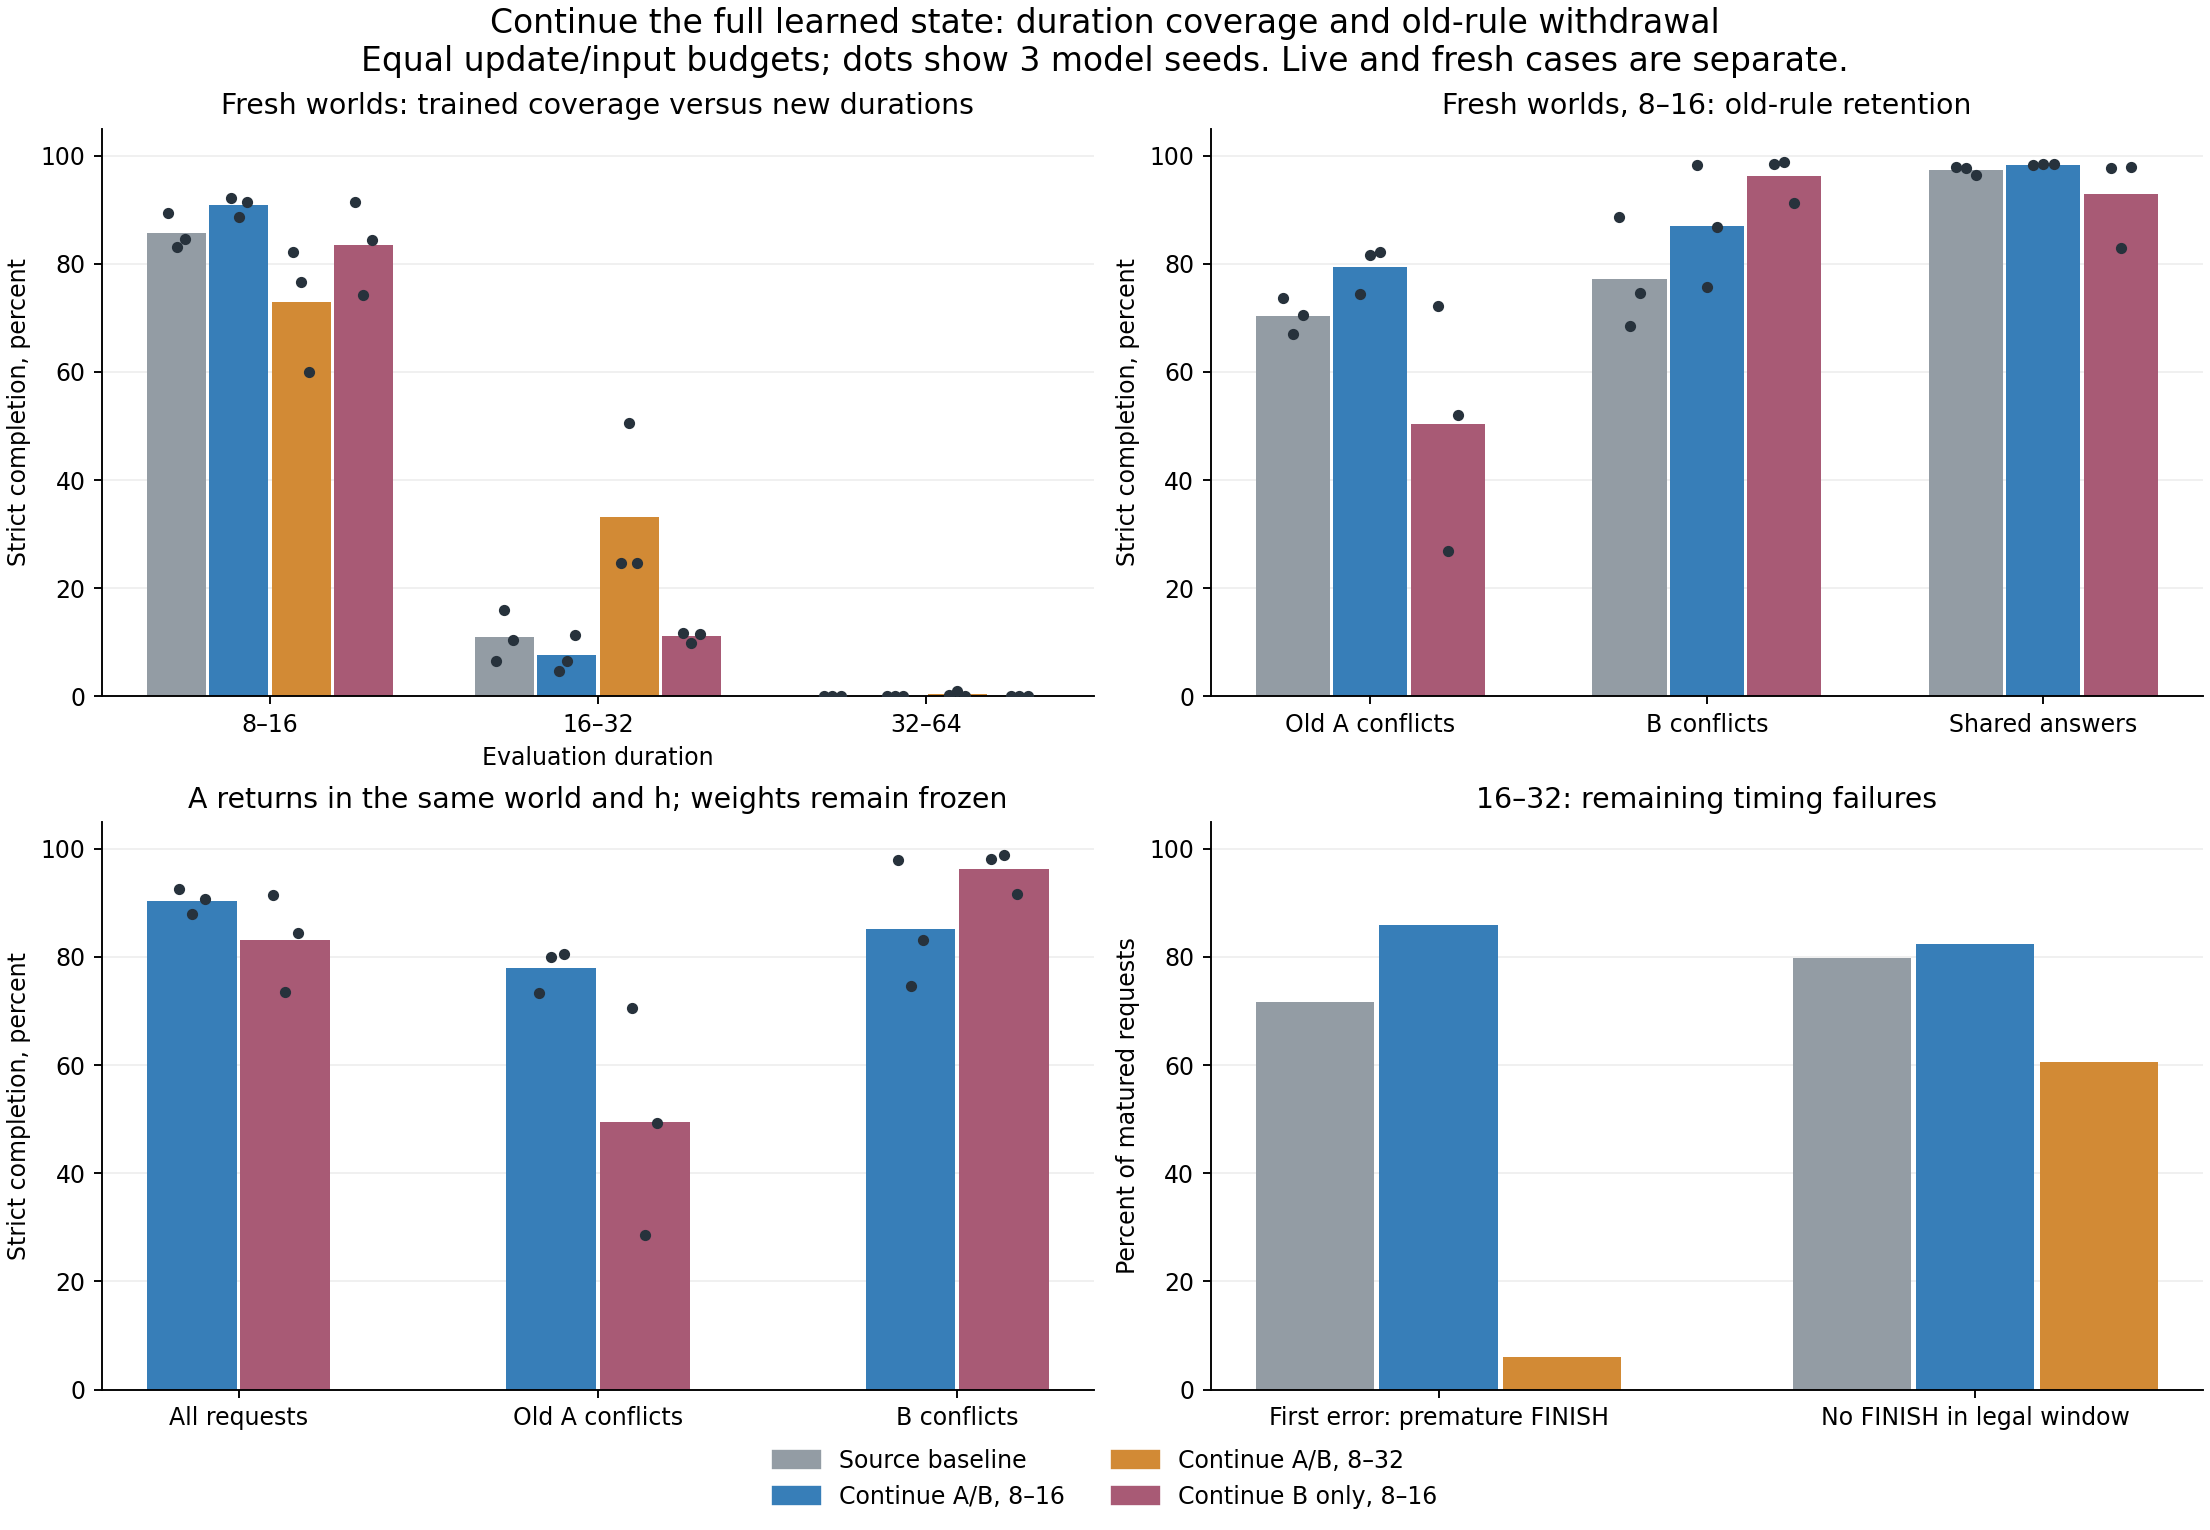 Continue the full learned state: duration coverage and old-rule withdrawal
Equal update/input budgets; dots show 3 model seeds. Live and fresh cases are separate.
Fresh worlds: trained coverage versus new durations
Strict completion, percent
100
80
60
40
20
0
8–16
16–32
32–64
Evaluation duration
Fresh worlds, 8–16: old-rule retention
Strict completion, percent
100
80
60
40
20
0
Old A conflicts
B conflicts
Shared answers
A returns in the same world and h; weights remain frozen
Strict completion, percent
100
80
60
40
20
0
All requests
Old A conflicts
B conflicts
16–32: remaining timing failures
Percent of matured requests
100
80
60
40
20
0
First error: premature FINISH
No FINISH in legal window
Source baseline
Continue A/B, 8–16
Continue A/B, 8–32
Continue B only, 8–16